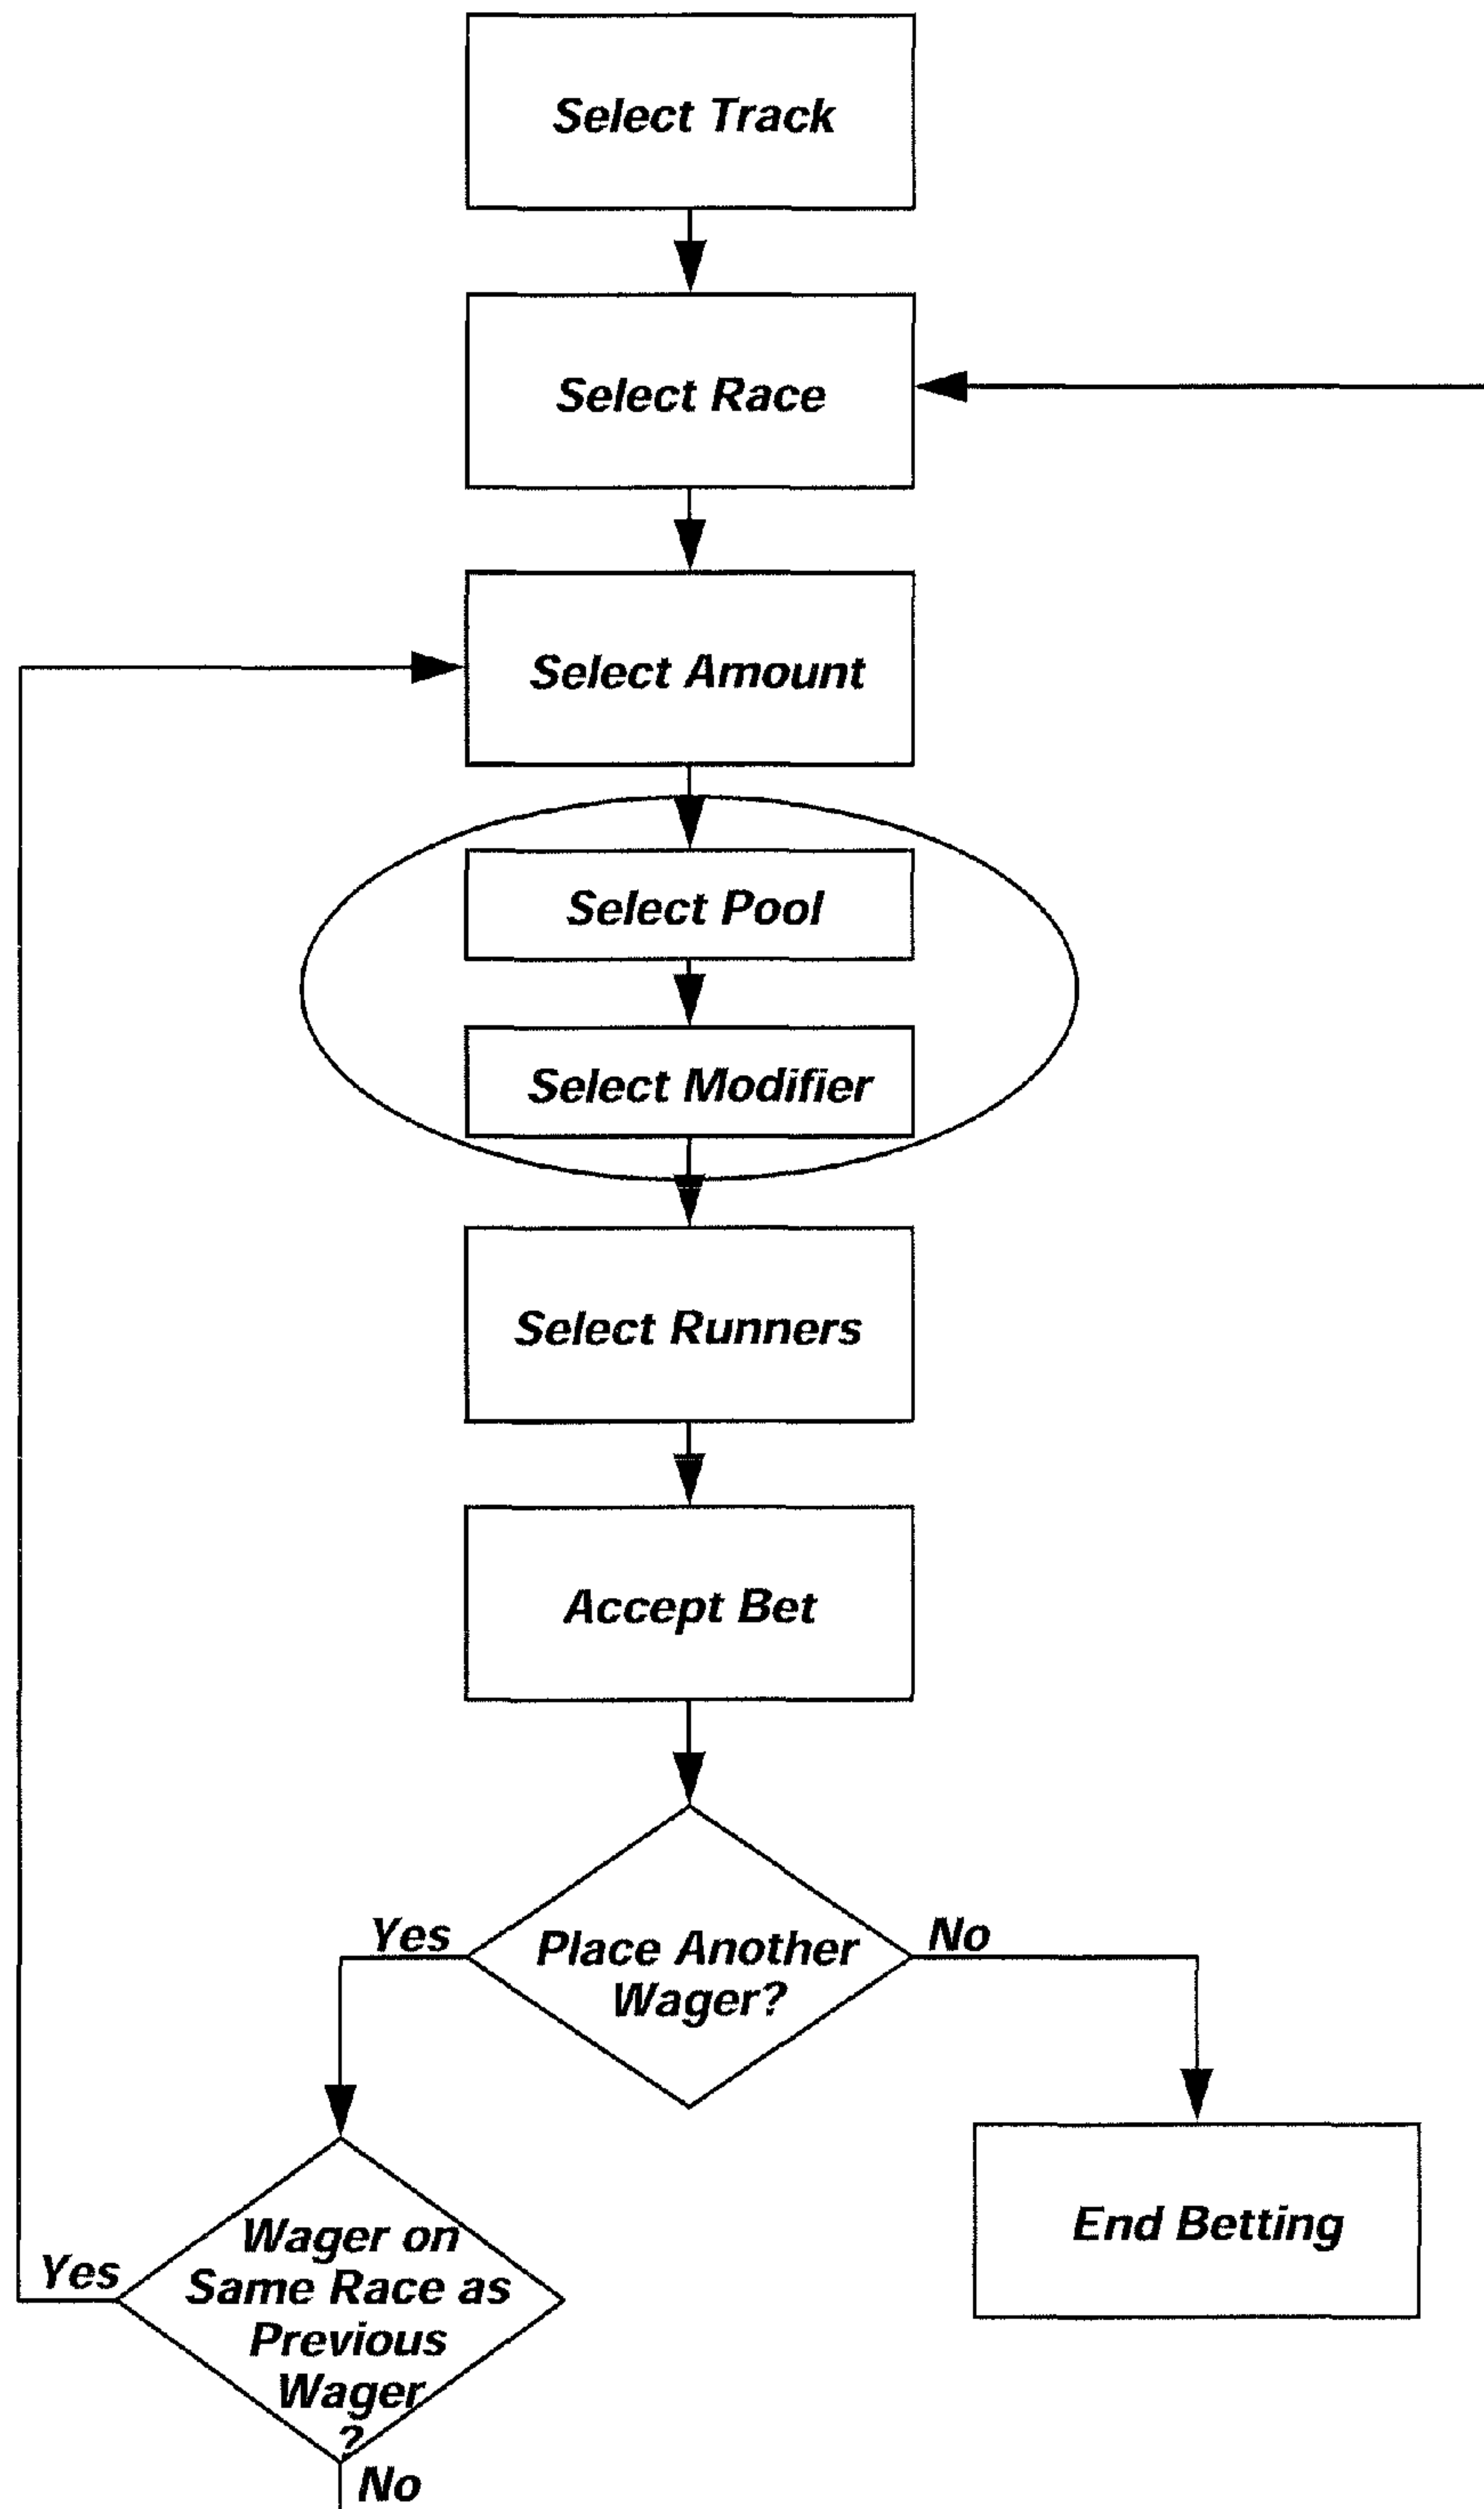 Select Track
Select Race
Select Amount
Select Pool
Select Modifier
Select Runners
Accept Bet
Place Another
Wager?
Yes
No
Wager on
Same Race as
Previous
Wager
?
Yes
No
End Betting